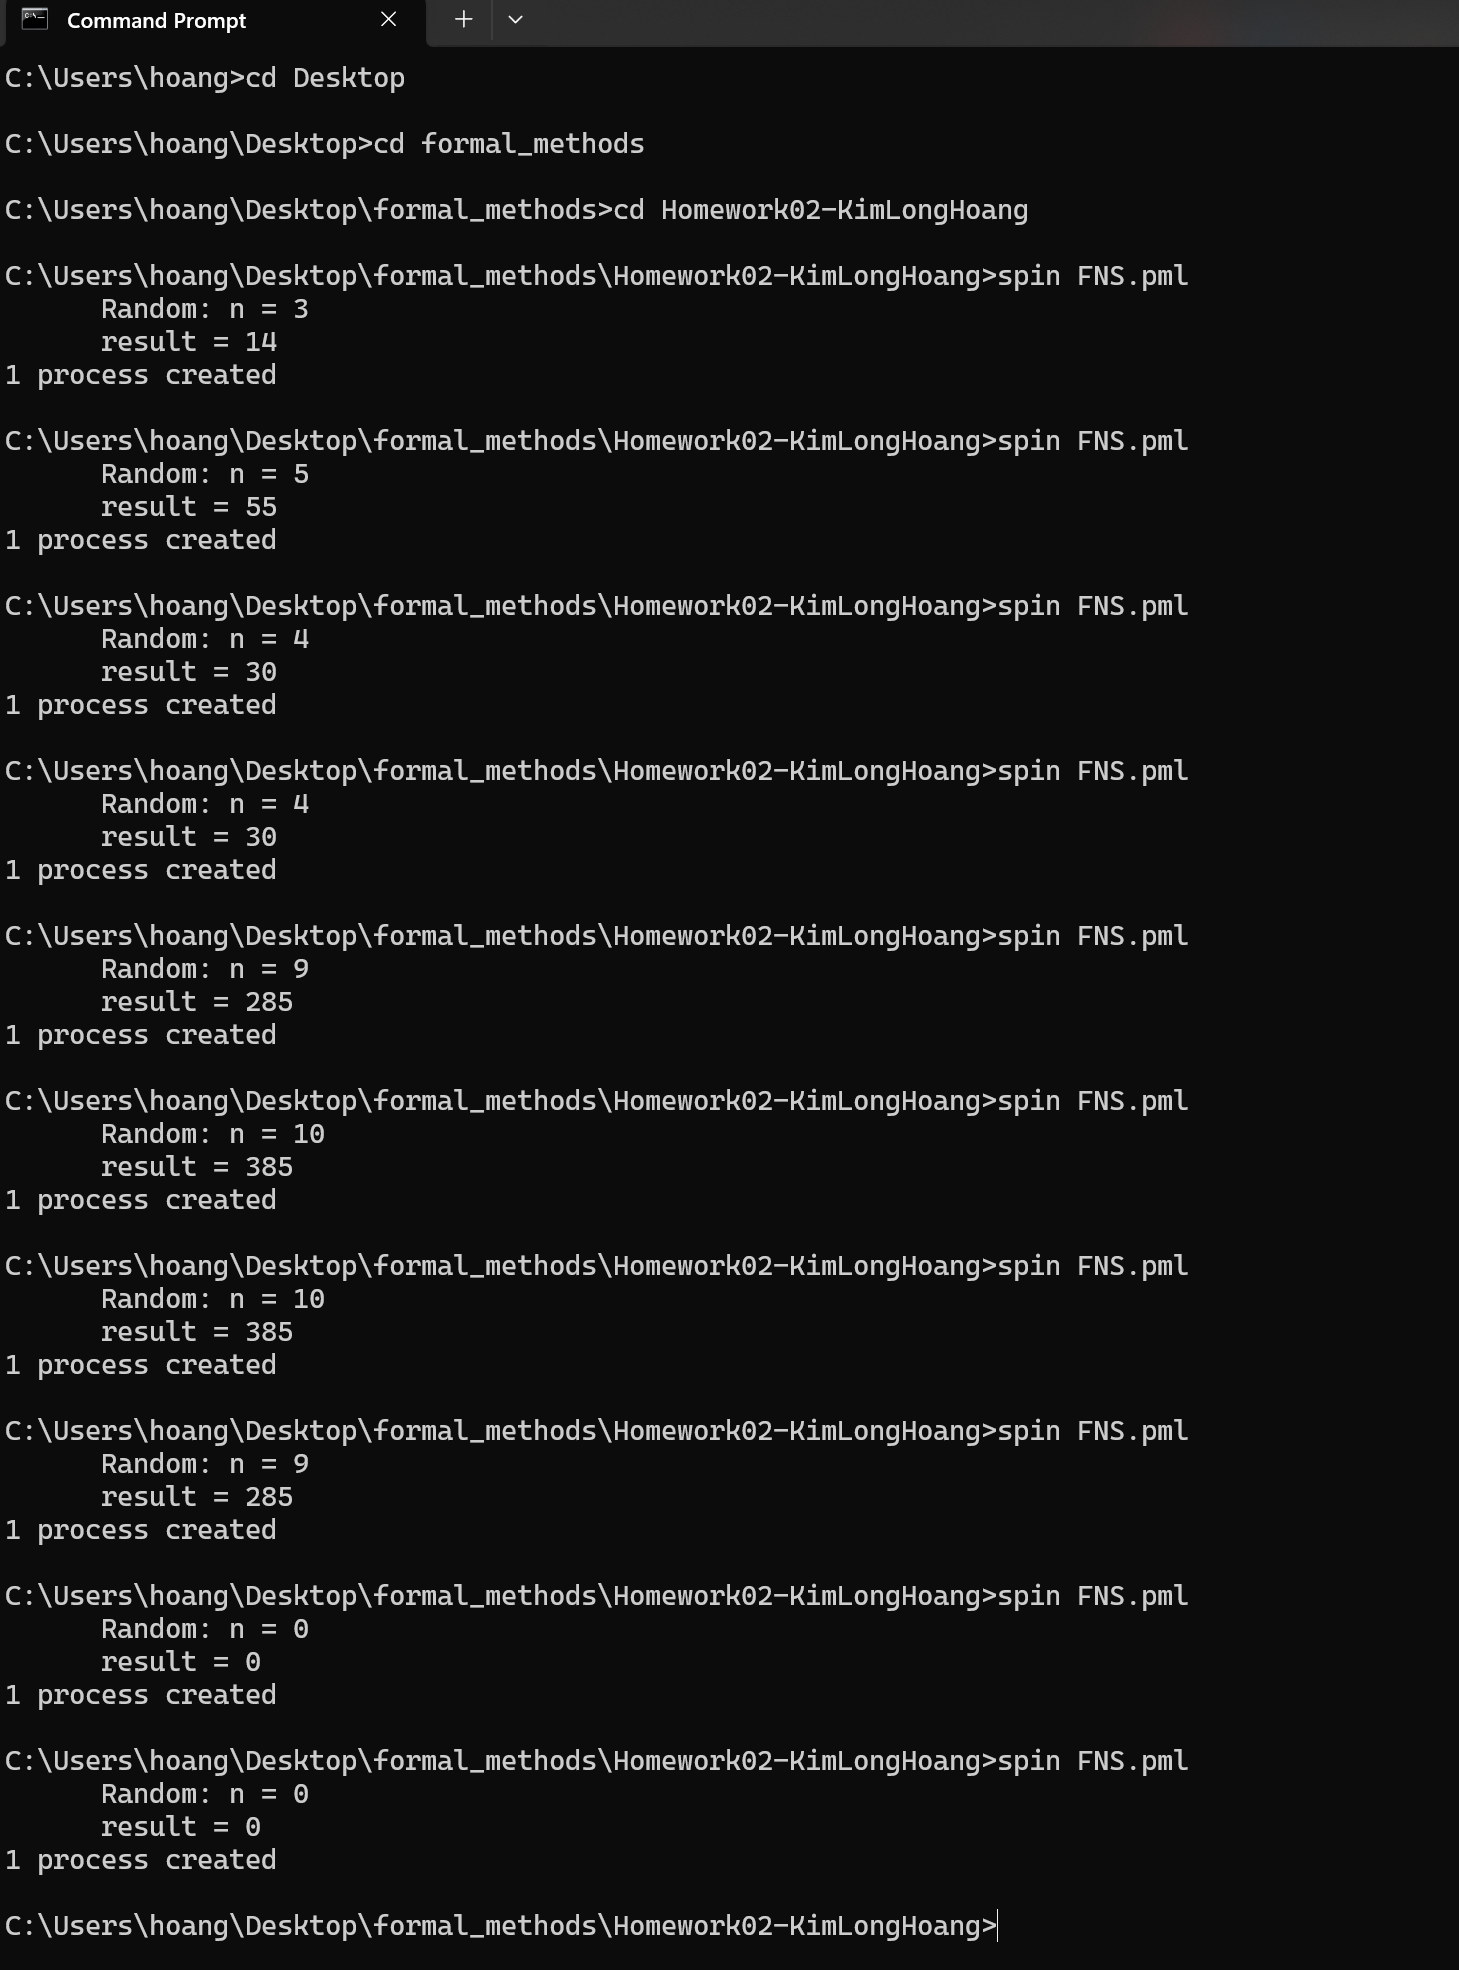 Command Prompt
C:\Users\hoang>cd Desktop
C:\Users\hoang\Desktop>cd formal_methods
C:\Users\hoang\Desktop\formal_methods>cd Homework02-KimLongHoang
C:\Users\hoang\Desktop\formal_methods\Homework02-KimLongHoang>spin FNS.pml
Random: n = 3
result = 14
1 process created
C:\Users\hoang\Desktop\formal_methods\Homework02-KimLongHoang>spin FNS.pml
Random: n = 5
result = 55
1 process created
C:\Users\hoang\Desktop\formal_methods\Homework02-KimLongHoang>spin FNS.pml
Random: n = 4
result = 30
1 process created
C:\Users\hoang\Desktop\formal_methods\Homework02-KimLongHoang>spin FNS.pml
Random: n = 4
result = 30
1 process created
C:\Users\hoang\Desktop\formal_methods\Homework02-KimLongHoang>spin FNS.pml
Random: n = 9
result = 285
1 process created
C:\Users\hoang\Desktop\formal_methods\Homework02-KimLongHoang>spin FNS.pml
Random: n = 10
result = 385
1 process created
C:\Users\hoang\Desktop\formal_methods\Homework02-KimLongHoang>spin FNS.pml
Random: n = 10
result = 385
1 process created
C:\Users\hoang\Desktop\formal_methods\Homework02-KimLongHoang>spin FNS.pml
Random: n = 9
result = 285
1 process created
C:\Users\hoang\Desktop\formal_methods\Homework02-KimLongHoang>spin FNS.pml
Random: n = 0
result = 0
1 process created
C:\Users\hoang\Desktop\formal_methods\Homework02-KimLongHoang>spin FNS.pml
Random: n = 0
result = 0
1 process created
C:\Users\hoang\Desktop\formal_methods\Homework02-KimLongHoang>